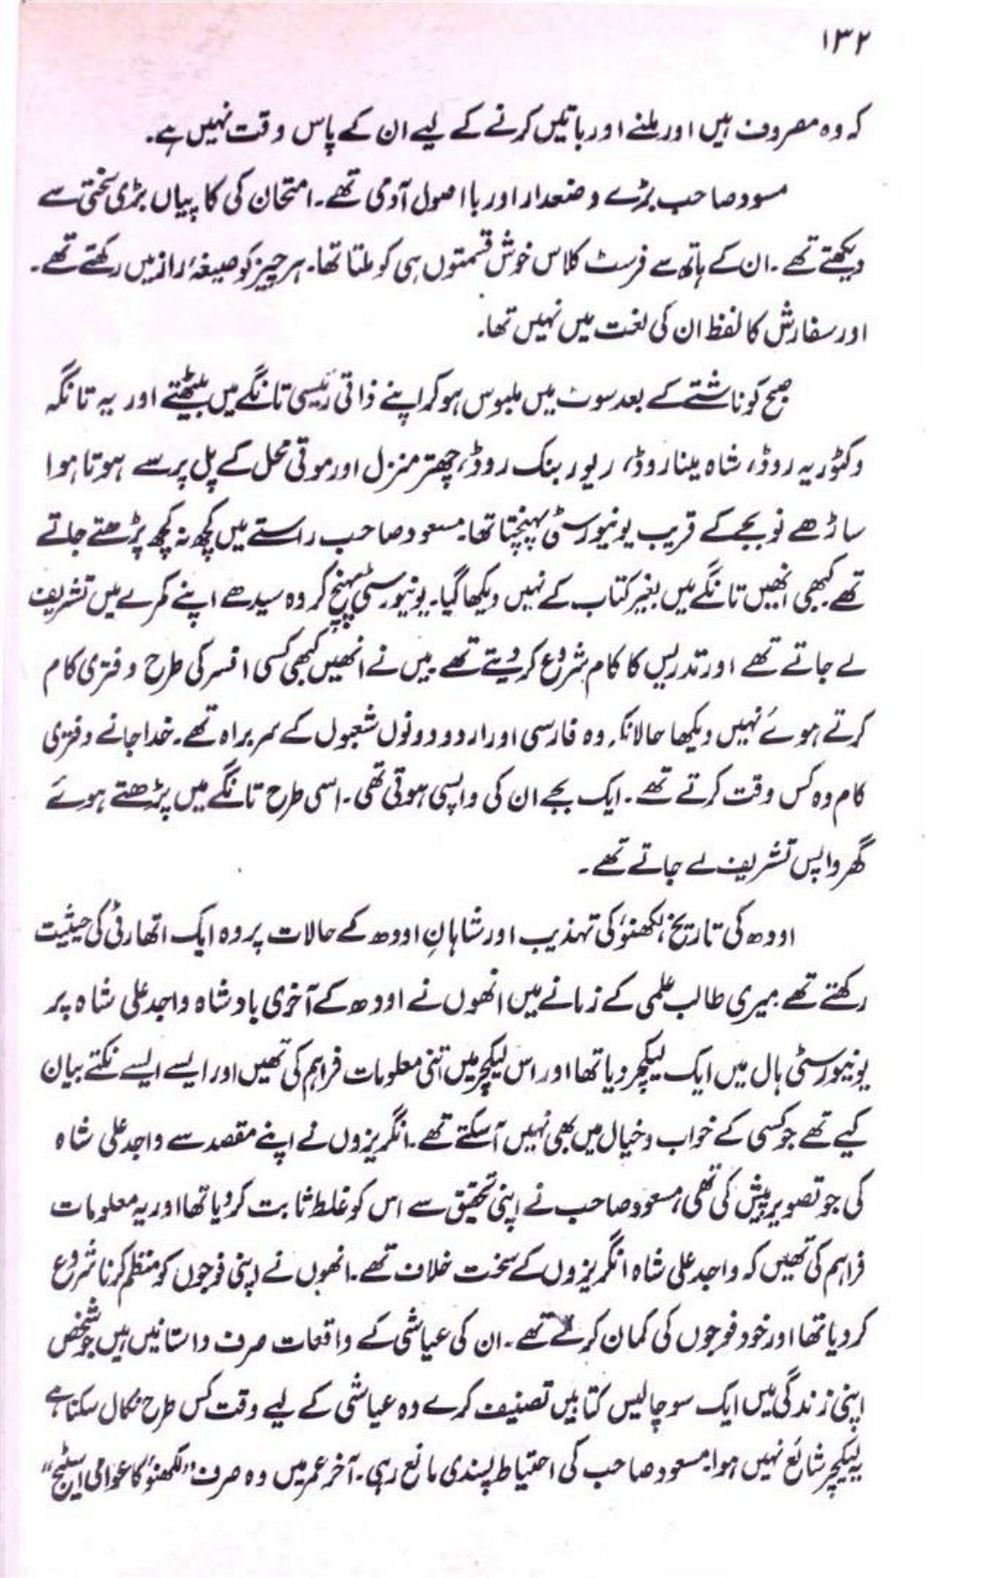 ۱۳۲
کہ وہ مصروف ہیں اور ملنے اور باتیں کرنے کے لیے ان کے پاس وقت نہیں ہے۔
مسود صاحب بڑے وضعدار اور با اصول آدمی تھے۔ امتحان کی کاپیاں بڑی سختی سے
دیکھتے تھے۔ ان کے ہاتھ سے فرسٹ کلاس خوش قسمتوں ہی کو ملتا تھا۔ ہر چیز کو صیغۂ راز میں رکھتے تھے۔
اور سفارش کا لفظ ان کی لغت میں نہیں تھا۔
صبح کو ناشتے کے بعد سوٹ میں ملبوس ہو کر اپنے ذاتی رئیسی تانگے میں بیٹھتے اور یہ تانگہ
وکٹوریہ روڈ، شاہ مینا روڈ، ریور بنک روڈ، چھتر منزل اور موتی محل کے پل پر سے ہوتا ہوا
ساڑھے نو بجے کے قریب یونیورسٹی پہنچتا تھا۔ مسعود صاحب راستے میں کچھ نہ کچھ پڑھتے جاتے
تھے کبھی انھیں تانگے میں بغیر کتاب کے نہیں دیکھا گیا۔ یونیورسٹی پہنچ کر وہ سیدھے اپنے کمرے میں تشریف
لے جاتے تھے اور تدریس کا کام شروع کر دیتے تھے میں نے انھیں کبھی کسی افسر کی طرح دفتری کام
کرتے ہوئے نہیں دیکھا حالانکہ وہ فارسی اور اردو دونوں شعبوں کے سربراہ تھے۔ خدا جانے دفتری
کام وہ کس وقت کرتے تھے۔ ایک بجے ان کی واپسی ہوتی تھی۔ اسی طرح تانگے میں پڑھتے ہوئے
گھر واپس تشریف لے جاتے تھے۔
اودھ کی تاریخ، لکھنؤ کی تہذیب اور شاہانِ اودھ کے حالات پر وہ ایک اتھارٹی کی حیثیت
رکھتے تھے میری طالب علمی کے زمانے میں انھوں نے اودھ کے آخری بادشاہ واجد علی شاہ پر
یونیورسٹی ہال میں ایک لیکچر دیا تھا اور اس لیکچر میں اتنی معلومات فراہم کی تھیں اور ایسے ایسے نکتے بیان
کیے تھے جو کسی کے خواب و خیال میں بھی نہیں آسکتے تھے۔ انگریزوں نے اپنے مقصد سے واجد علی شاہ
کی جو تصویر پیش کی تھی، مسعود صاحب نے اپنی تحقیق سے اس کو غلط ثابت کر دیا تھا اور یہ معلومات
فراہم کی تھیں کہ واجد علی شاہ انگریزوں کے سخت خلاف تھے۔ انھوں نے اپنی فوجوں کو منظم کرنا شروع
کر دیا تھا اور خود فوجوں کی کمان کرتے تھے۔ ان کی عیاشی کے واقعات صرف داستانیں ہیں جو شخص
اپنی زندگی میں ایک سو چالیس کتابیں تصنیف کرے وہ عیاشی کے لیے وقت کس طرح نکال سکتا ہے
یہ لیکچر شائع نہیں ہوا۔ مسعود صاحب کی احتیاط پسندی مانع رہی۔ آخر عمر میں وہ صرف "لکھنؤ کا عوامی اسٹیج"